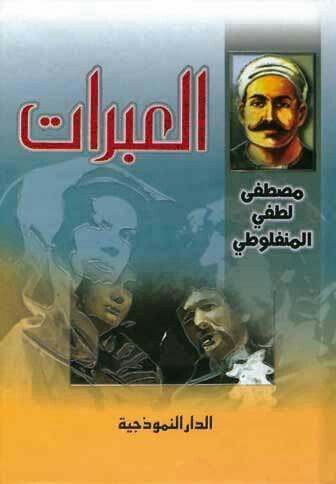 العبرات
مصطفى
لطفي
المنفلوطي
الدار النموذجية